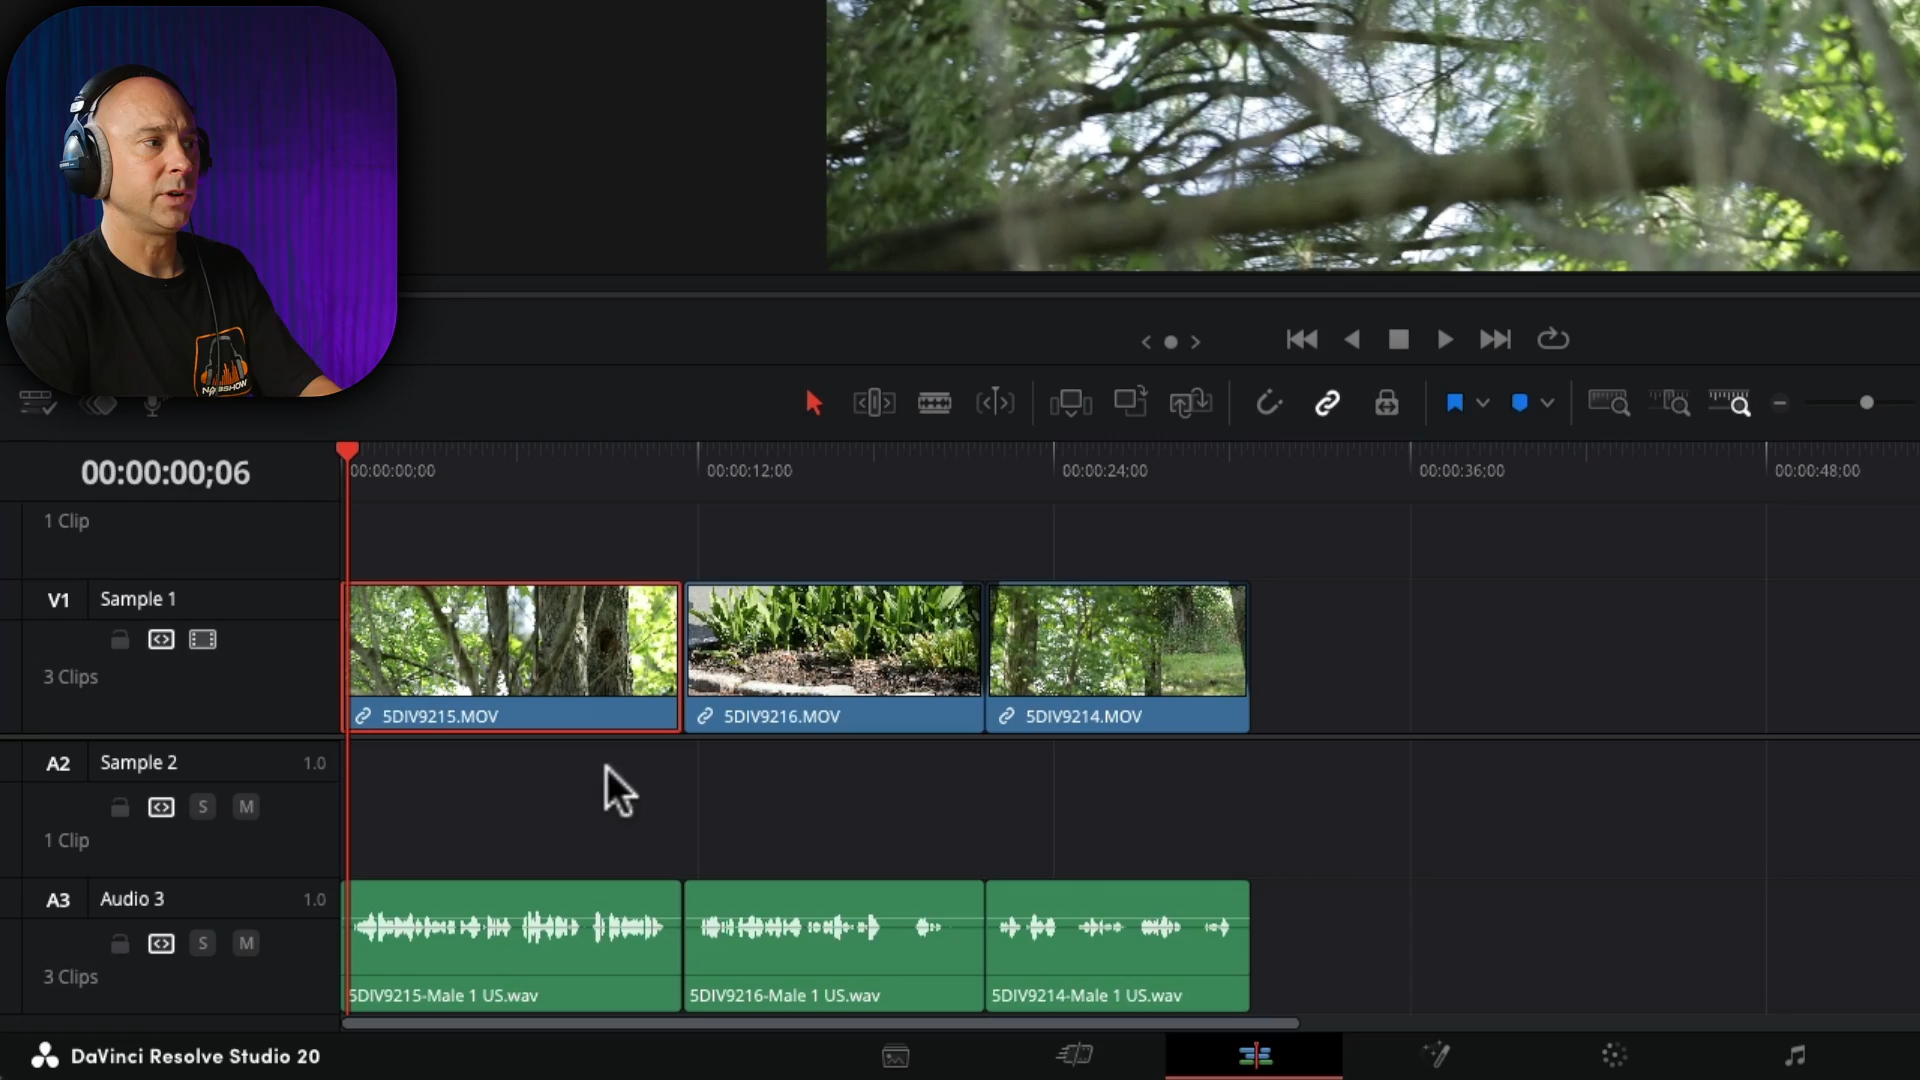 NAB SHOW
00:00:00;06
00:00:00;00
00:00:12;00
00:00:24;00
00:00:36;00
00:00:48;00
1 Clip
V1
Sample 1
3 Clips
5DIV9215.MOV
5DIV9216.MOV
5DIV9214.MOV
A2
Sample 2
1.0
S
M
1 Clip
A3
Audio 3
1.0
S
M
3 Clips
5DIV9215-Male 1 US.wav
5DIV9216-Male 1 US.wav
5DIV9214-Male 1 US.wav
DaVinci Resolve Studio 20